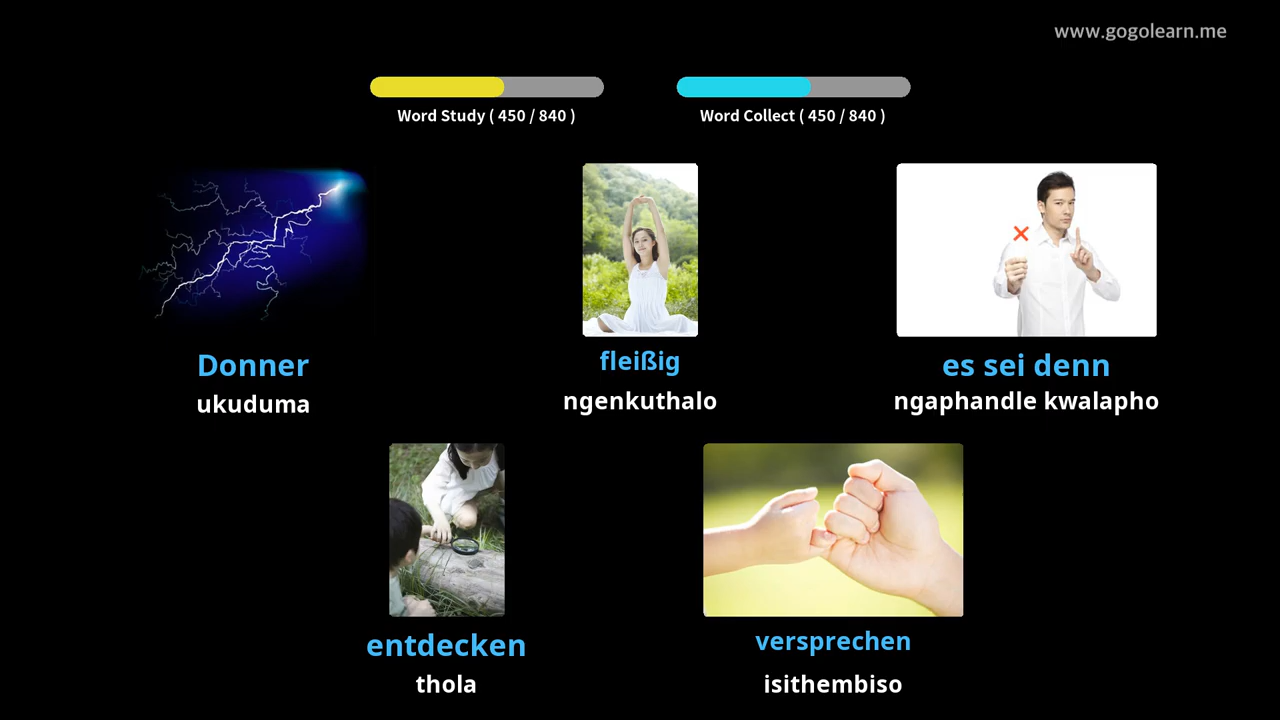 www.gogolearn.me
Word Study ( 450 / 840 )
Word Collect ( 450 / 840 )
Donner
ukuduma
fleißig
ngenkuthalo
es sei denn
ngaphandle kwalapho
entdecken
thola
versprechen
isithembiso